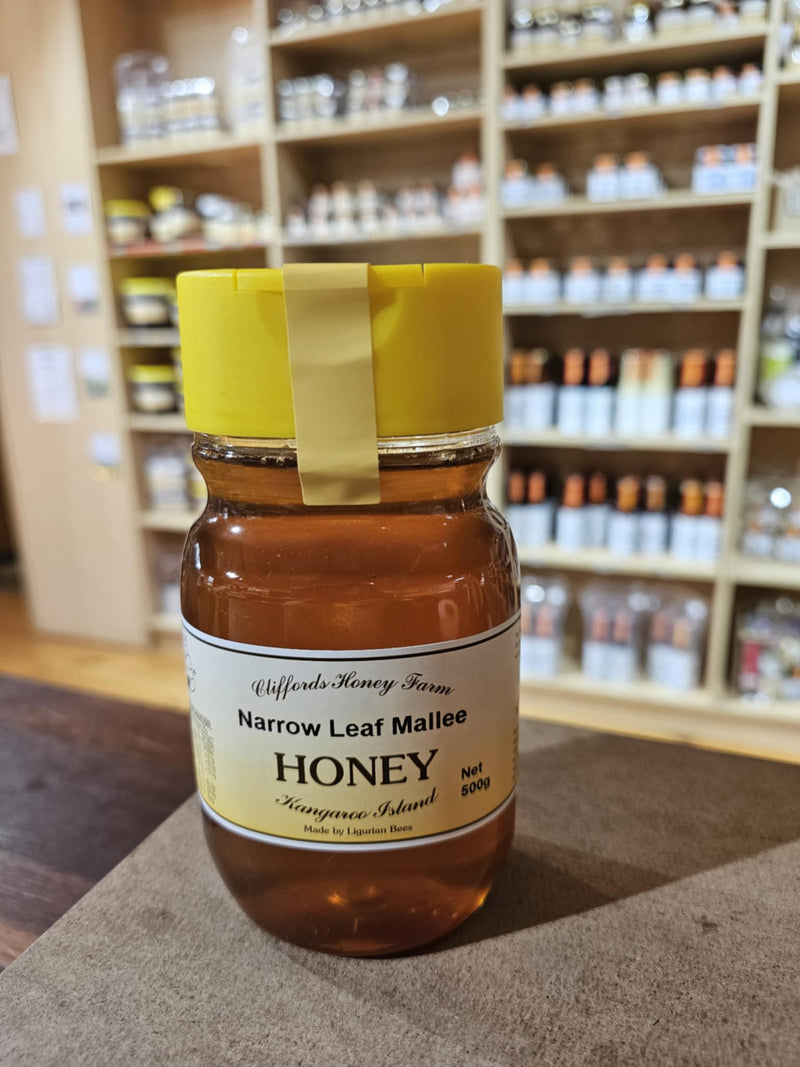 Cliffords Honey Farm
Narrow Leaf Mallee
HONEY
Net
500g
Kangaroo Island
Made by Ligurian Bees